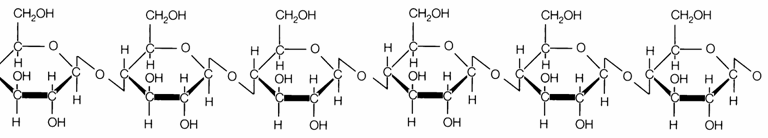 CH₂OH CH₂OH CH₂OH CH₂OH CH₂OH CH₂OH
C O H C O H C O H C O H C O H C O
H H H H H H
C O C C O C C O C C O C C O C C O
OH H OH H OH H OH H OH H OH H
C C H C C H C C H C C H C C H C C H
H OH H OH H OH H OH H OH H OH